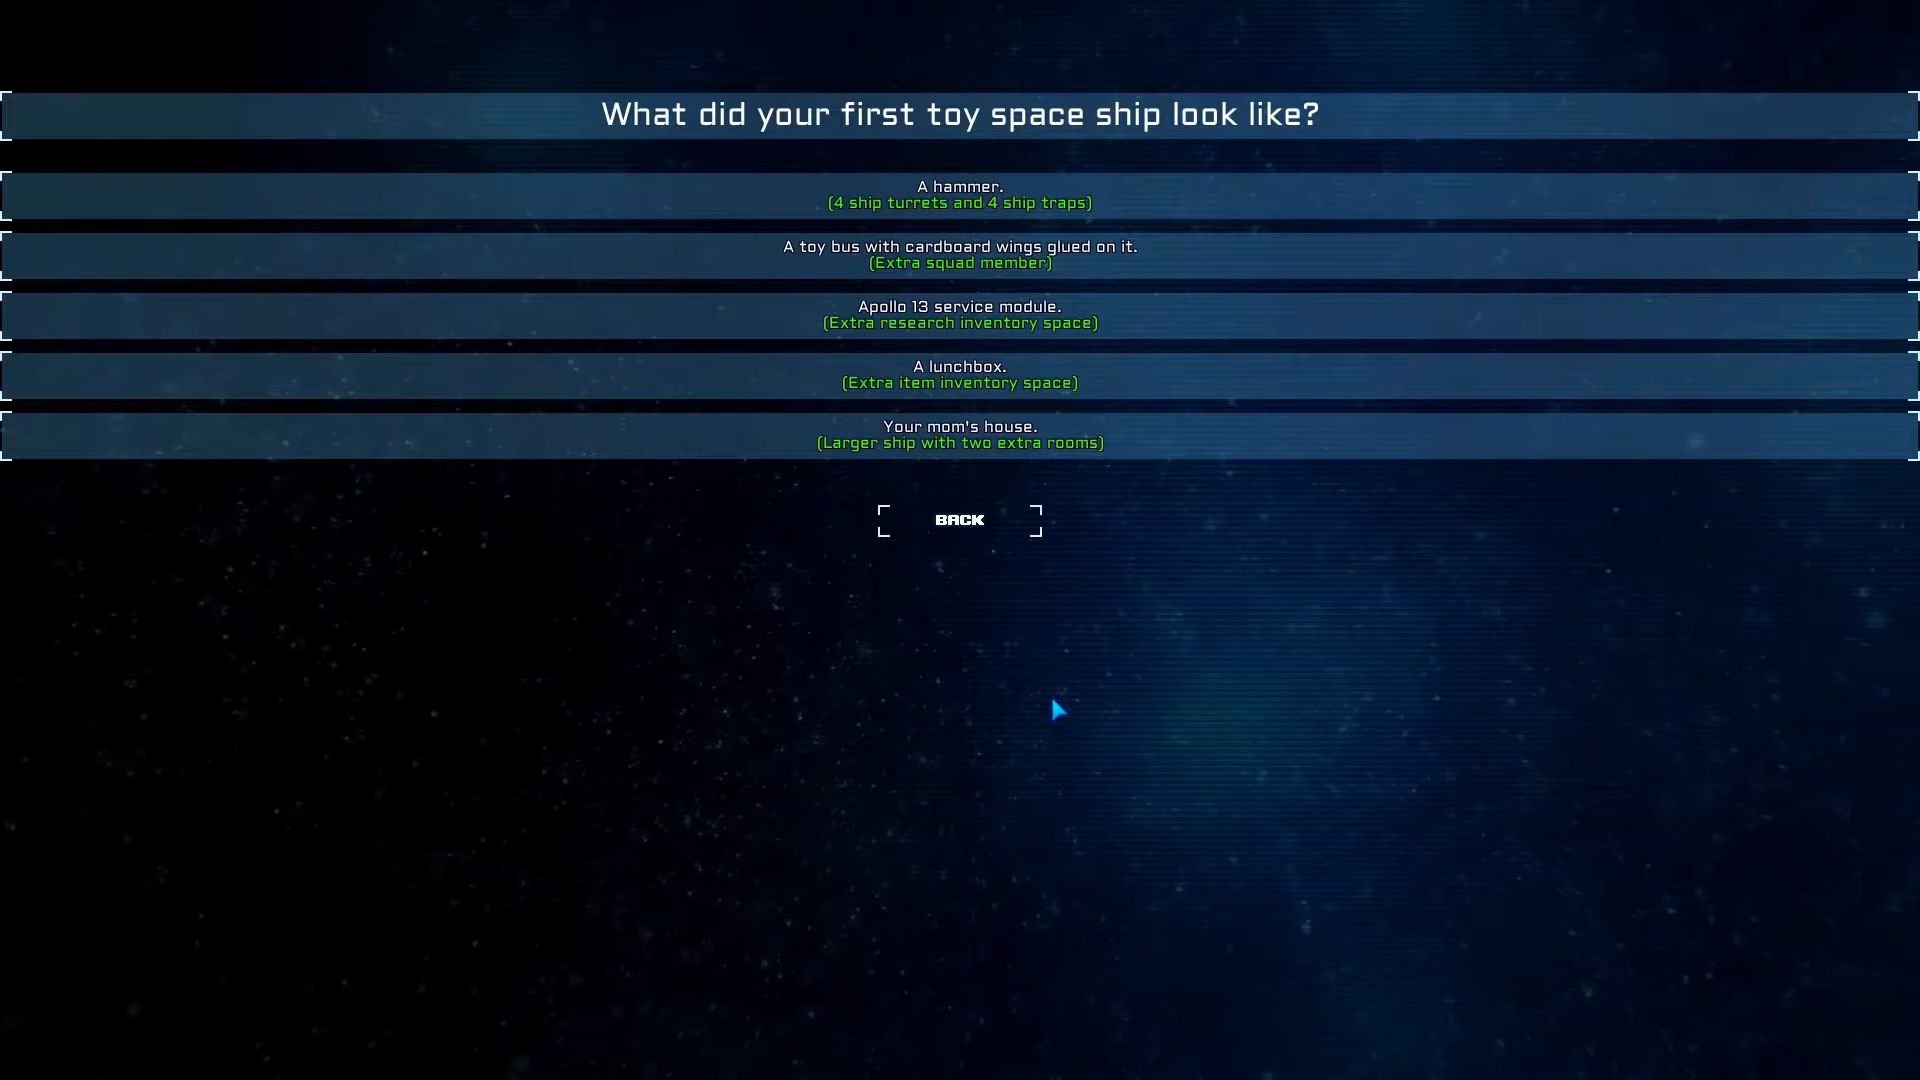 What did your first toy space ship look like?
A hammer.
(4 ship turrets and 4 ship traps)
A toy bus with cardboard wings glued on it.
(Extra squad member)
Apollo 13 service module.
(Extra research inventory space)
A lunchbox.
(Extra item inventory space)
Your mom's house.
(Larger ship with two extra rooms)
BACK